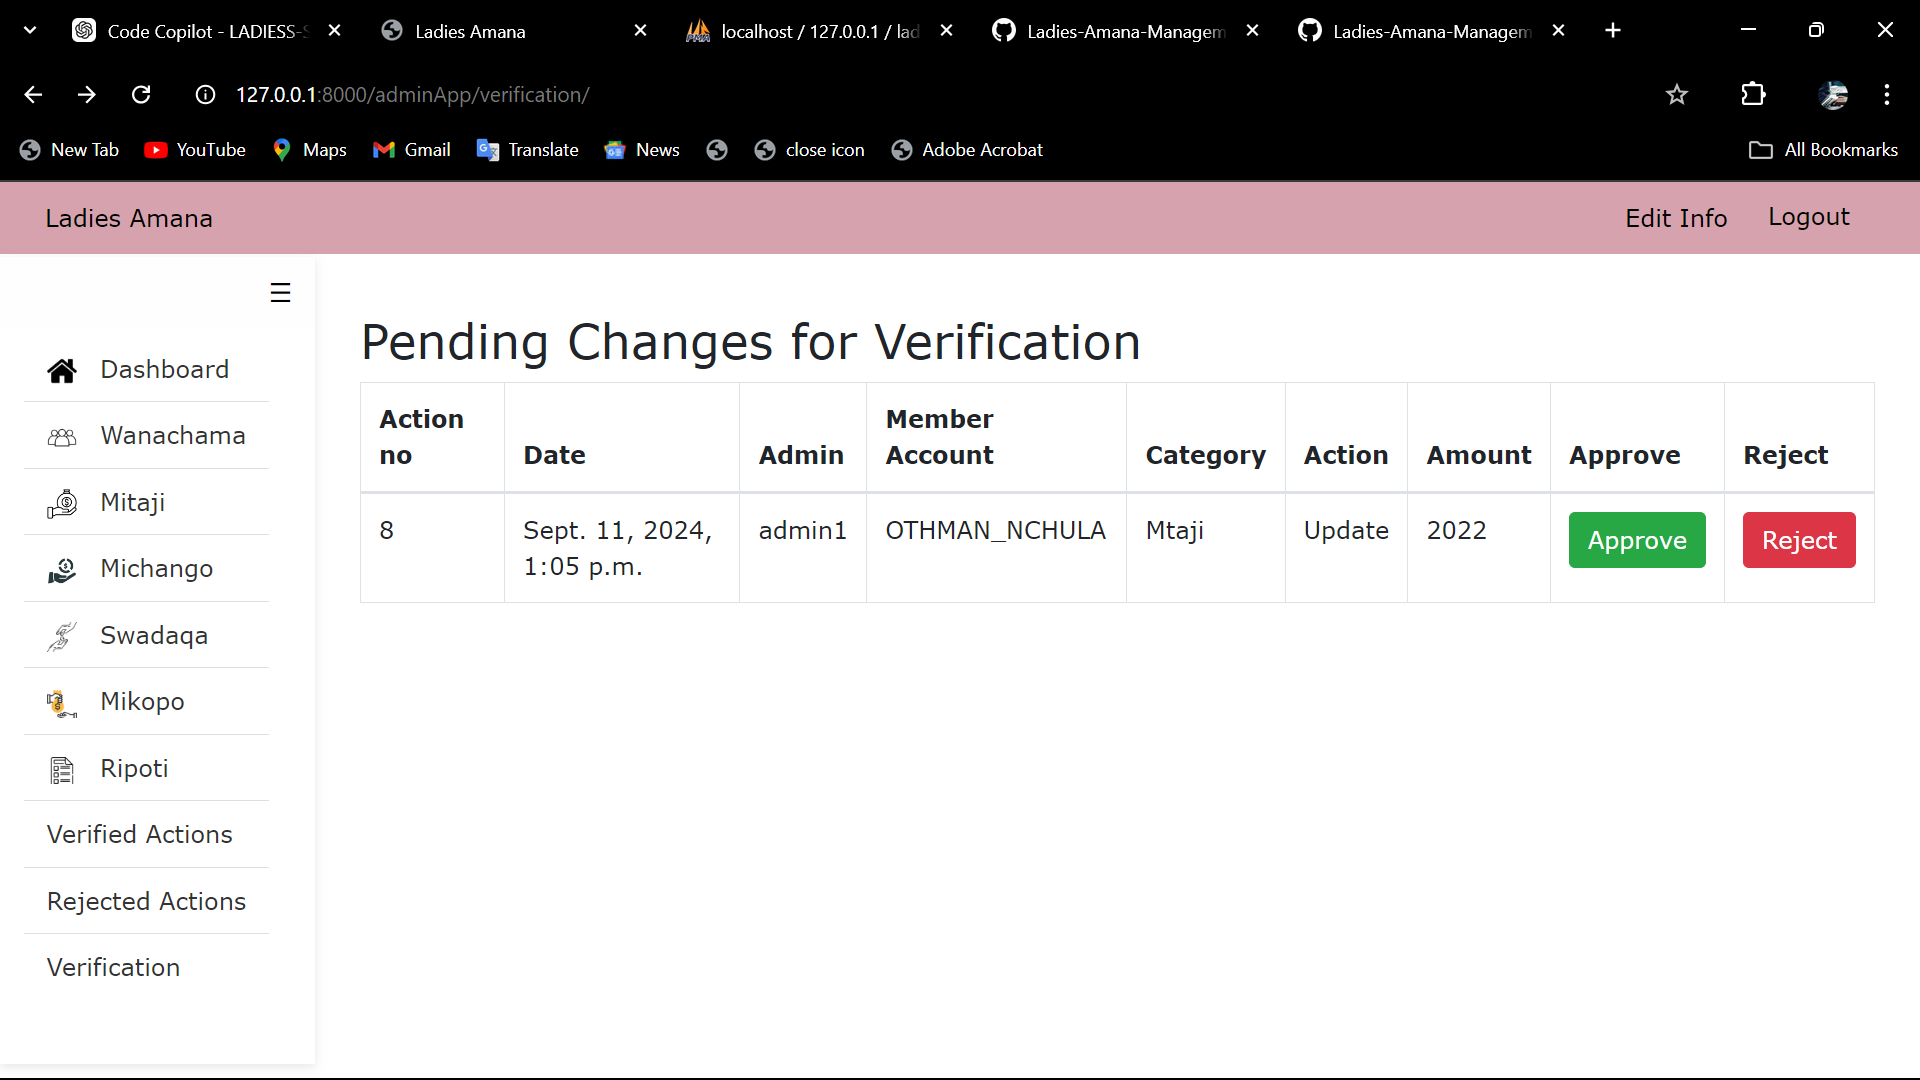 Code Copilot - LADIESS-S
Ladies Amana
localhost / 127.0.0.1 / lad
Ladies-Amana-Managem
Ladies-Amana-Managem
127.0.0.1:8000/adminApp/verification/
New Tab
YouTube
Maps
Gmail
Translate
News
close icon
Adobe Acrobat
All Bookmarks
Ladies Amana
Edit Info
Logout
Dashboard
Wanachama
Mitaji
Michango
Swadaqa
Mikopo
Ripoti
Verified Actions
Rejected Actions
Verification
Pending Changes for Verification
Action
no
Date
Admin
Member
Account
Category
Action
Amount
Approve
Reject
8
Sept. 11, 2024,
1:05 p.m.
admin1
OTHMAN_NCHULA
Mtaji
Update
2022
Approve
Reject